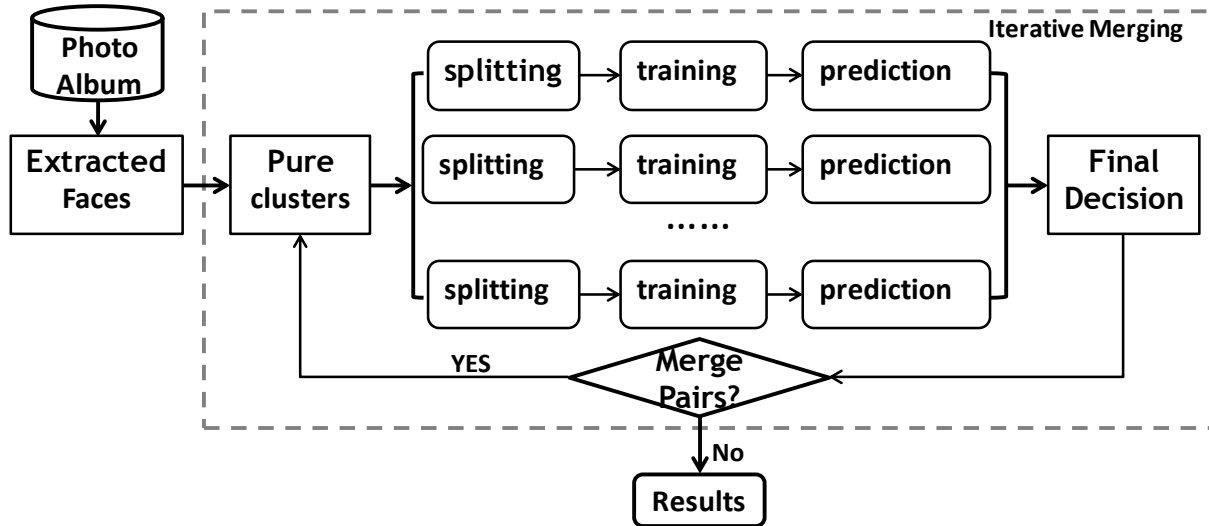 Photo
Album
Iterative Merging
splitting
training
prediction
Extracted
Faces
Pure
clusters
splitting
training
prediction
Final
Decision
......
splitting
training
prediction
YES
Merge
Pairs?
No
Results